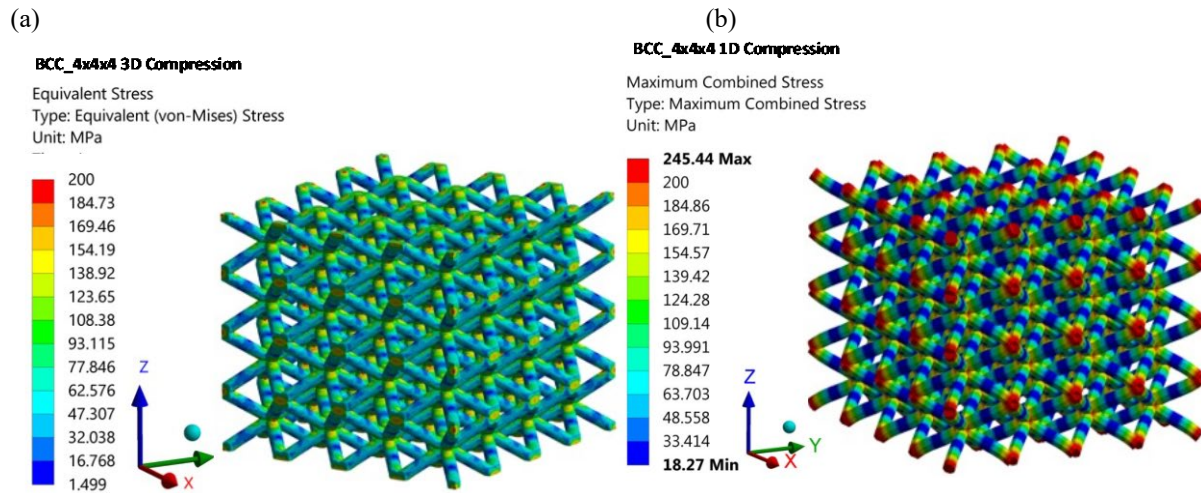 (a)
BCC_4x4x4 3D Compression
Equivalent Stress
Type: Equivalent (von-Mises) Stress
Unit: MPa
200
184.73
169.46
154.19
138.92
123.65
108.38
93.115
77.846
62.576
47.307
32.038
16.768
1.499
Z
X
(b)
BCC_4x4x4 1D Compression
Maximum Combined Stress
Type: Maximum Combined Stress
Unit: MPa
245.44 Max
200
184.86
169.71
154.57
139.42
124.28
109.14
93.991
78.847
63.703
48.558
33.414
18.27 Min
Z
Y
X